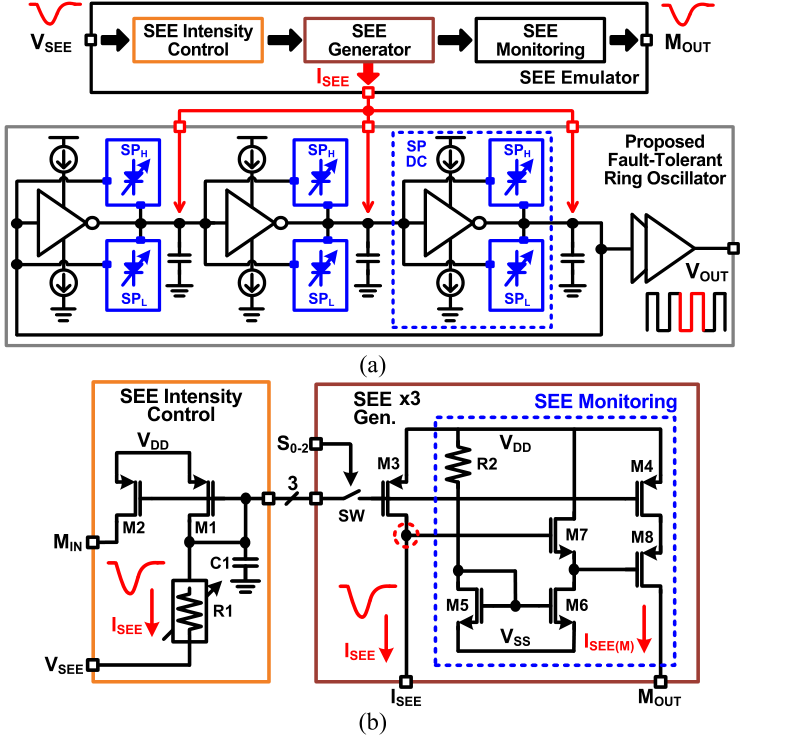 V_SEE
SEE Intensity
Control
SEE
Generator
SEE
Monitoring
M_OUT
I_SEE
SEE Emulator
SP_H
SP_H
SP
DC
SP_H
Proposed
Fault-Tolerant
Ring Oscillator
SP_L
SP_L
SP_L
V_OUT
(a)
SEE Intensity
Control
V_DD
M2
M1
M_IN
C1
I_SEE
R1
V_SEE
SEE x3
Gen.
SEE Monitoring
S_0-2
3
SW
M3
R2
V_DD
M4
M7
M8
M5
M6
V_SS
I_SEE
I_SEE(M)
I_SEE
M_OUT
(b)